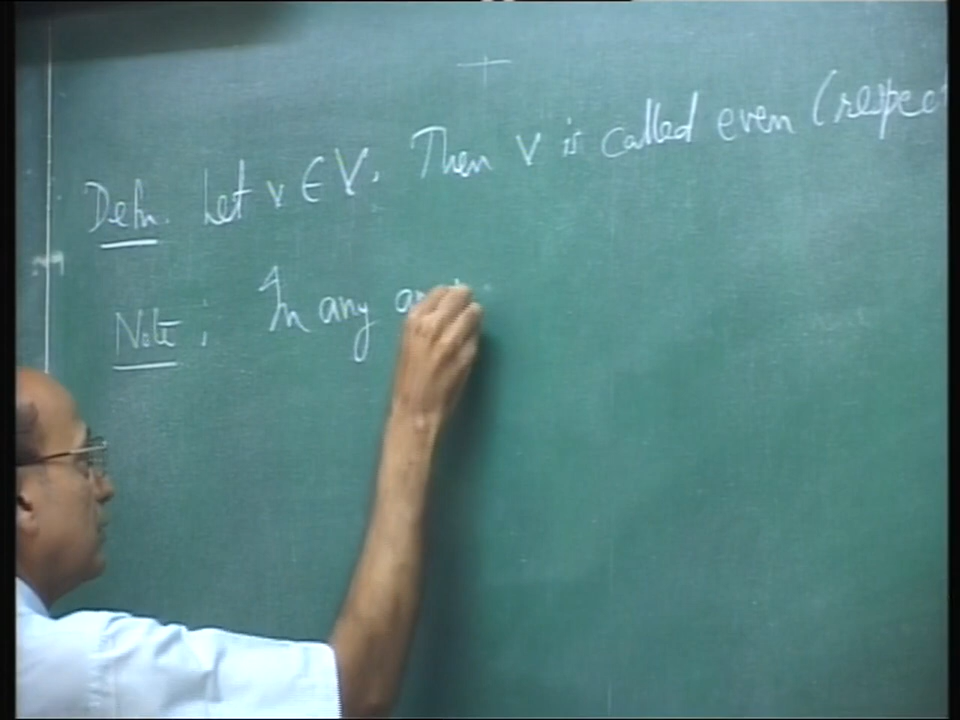 Defn. Let v ∈ V. Then v is called even (respec
Note : In any